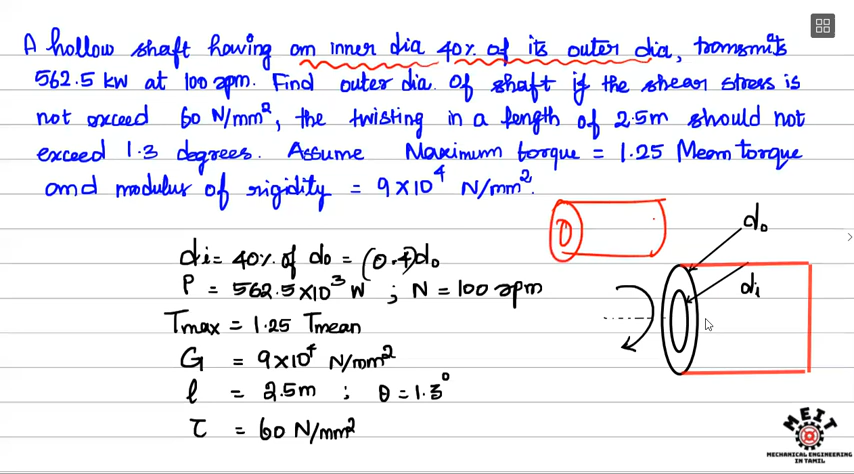 A hollow shaft having an inner dia 40% of its outer dia, transmits
562.5 kW at 100 rpm. Find outer dia. of shaft if the shear stress is
not exceed 60 N/mm², the twisting in a length of 2.5m should not
exceed 1.3 degrees. Assume Maximum torque = 1.25 Mean torque
and modulus of rigidity = 9×10⁴ N/mm².
di = 40% of do = (0.4)do
P = 562.5×10³ W ; N = 100 rpm
Tmax = 1.25 Tmean
G = 9×10⁴ N/mm²
l = 2.5m ; θ = 1.3°
τ = 60 N/mm²
do
di
MEIT
MECHANICAL ENGINEERING
IN TAMIL